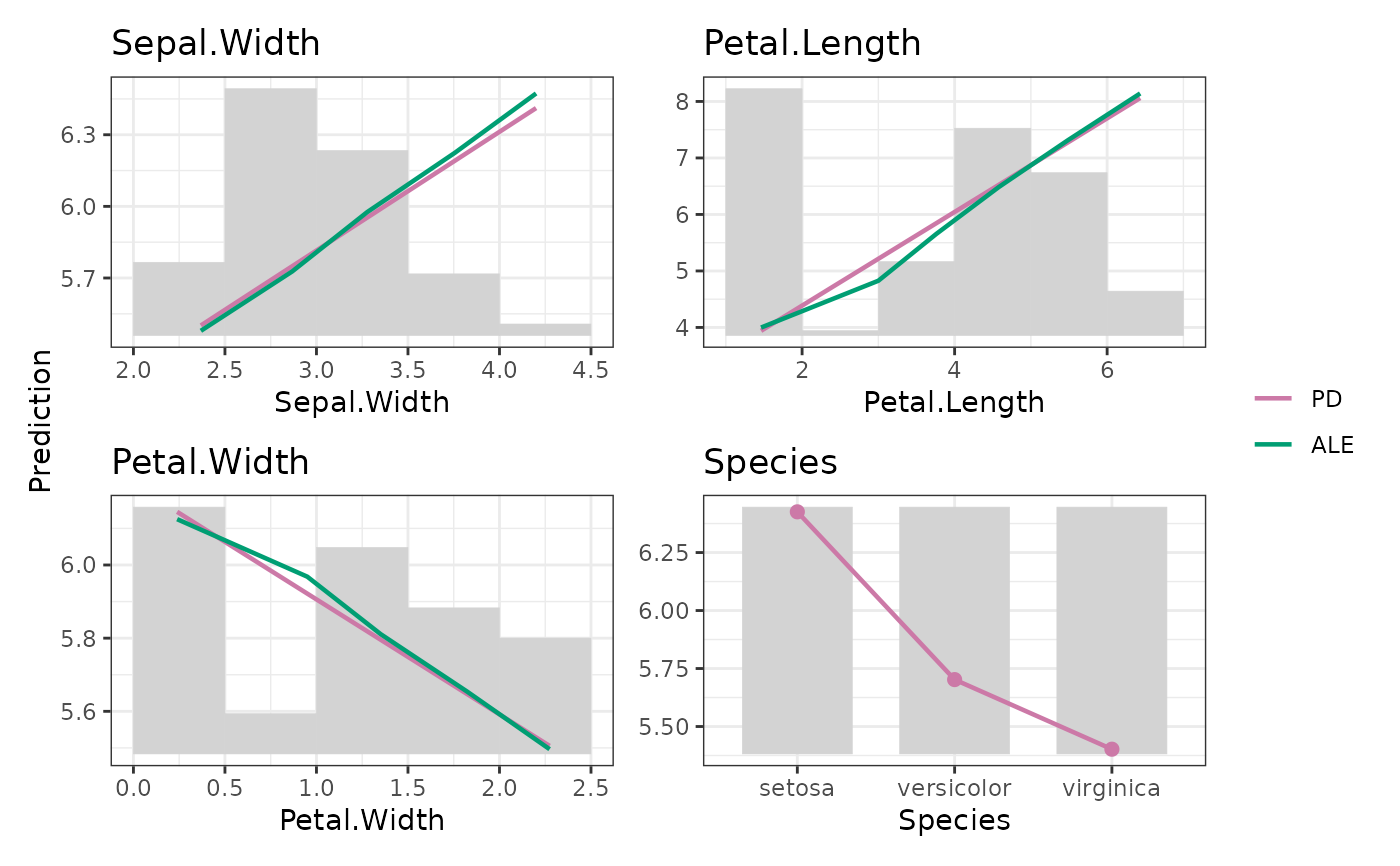 Sepal.Width
Petal.Length
6.3
6.0
5.7
8
7
6
5
4
2.0 2.5 3.0 3.5 4.0 4.5
2 4 6
Sepal.Width
Petal.Length
Prediction
PD
ALE
Petal.Width
Species
6.0
5.8
5.6
6.25
6.00
5.75
5.50
0.0 0.5 1.0 1.5 2.0 2.5
setosa versicolor virginica
Petal.Width
Species